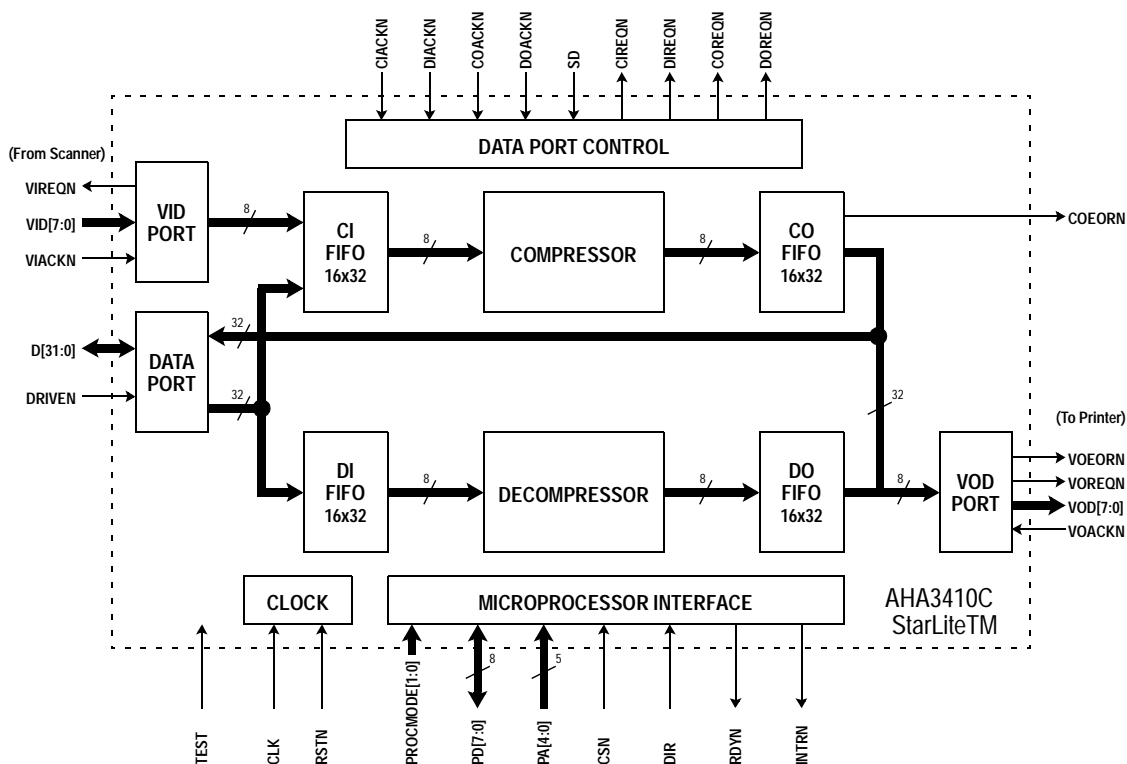 CIACKN
DIACKN
COACKN
DOACKN
SD
CIREQN
DIREQN
COREQN
DOREQN
DATA PORT CONTROL
(From Scanner)
VIREQN
VID[7:0]
VIACKN
VID
PORT
8
CI
FIFO
16x32
8
COMPRESSOR
8
CO
FIFO
16x32
COEORN
D[31:0]
DRIVEN
DATA
PORT
32
32
32
DI
FIFO
16x32
8
DECOMPRESSOR
8
DO
FIFO
16x32
8
VOD
PORT
(To Printer)
VOEORN
VOREQN
VOD[7:0]
VOACKN
CLOCK
MICROPROCESSOR INTERFACE
AHA3410C
StarLiteTM
TEST
CLK
RSTN
PROCMODE[1:0]
8
PD[7:0]
5
PA[4:0]
CSN
DIR
RDYN
INTRN